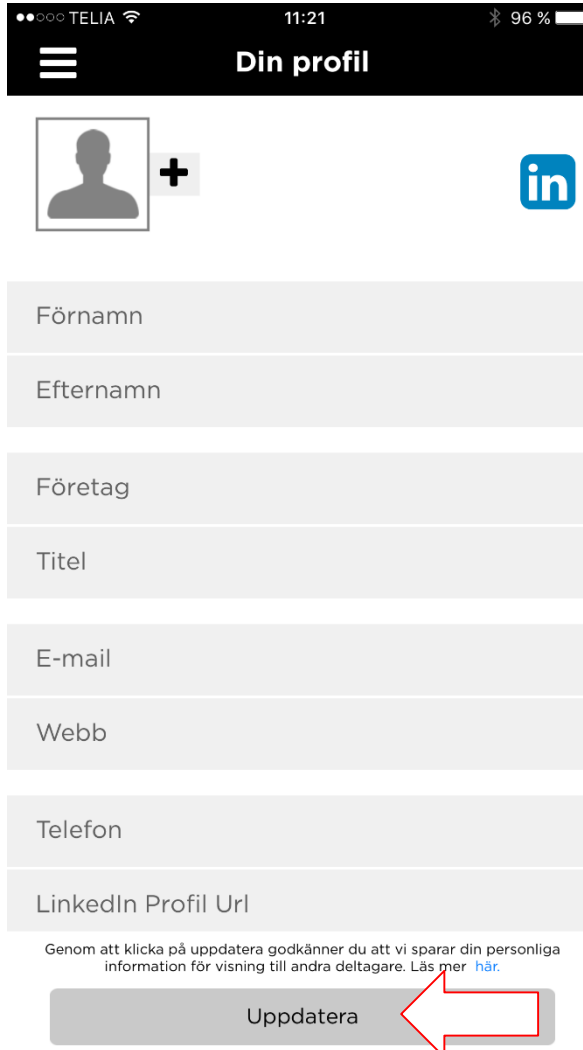 TELIA 11:21 96 %
Din profil
in
Förnamn
Efternamn
Företag
Titel
E-mail
Webb
Telefon
LinkedIn Profil Url
Genom att klicka på uppdatera godkänner du att vi sparar din personliga
information för visning till andra deltagare. Läs mer här.
Uppdatera